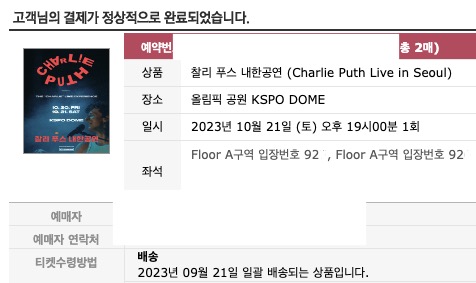 고객님의 결제가 정상적으로 완료되었습니다.
CHARLIE
PUTH
THE CHARLIE LIVE EXPERIENCE
10.20. FRI
10.21. SAT
KSPO DOME
찰리 푸스 내한공연
예약번 총 2매)
상품 찰리 푸스 내한공연 (Charlie Puth Live in Seoul)
장소 올림픽 공원 KSPO DOME
일시 2023년 10월 21일 (토) 오후 19시00분 1회
좌석 Floor A구역 입장번호 92 , Floor A구역 입장번호 92
예매자
예매자 연락처
티켓수령방법 배송
2023년 09월 21일 일괄 배송되는 상품입니다.